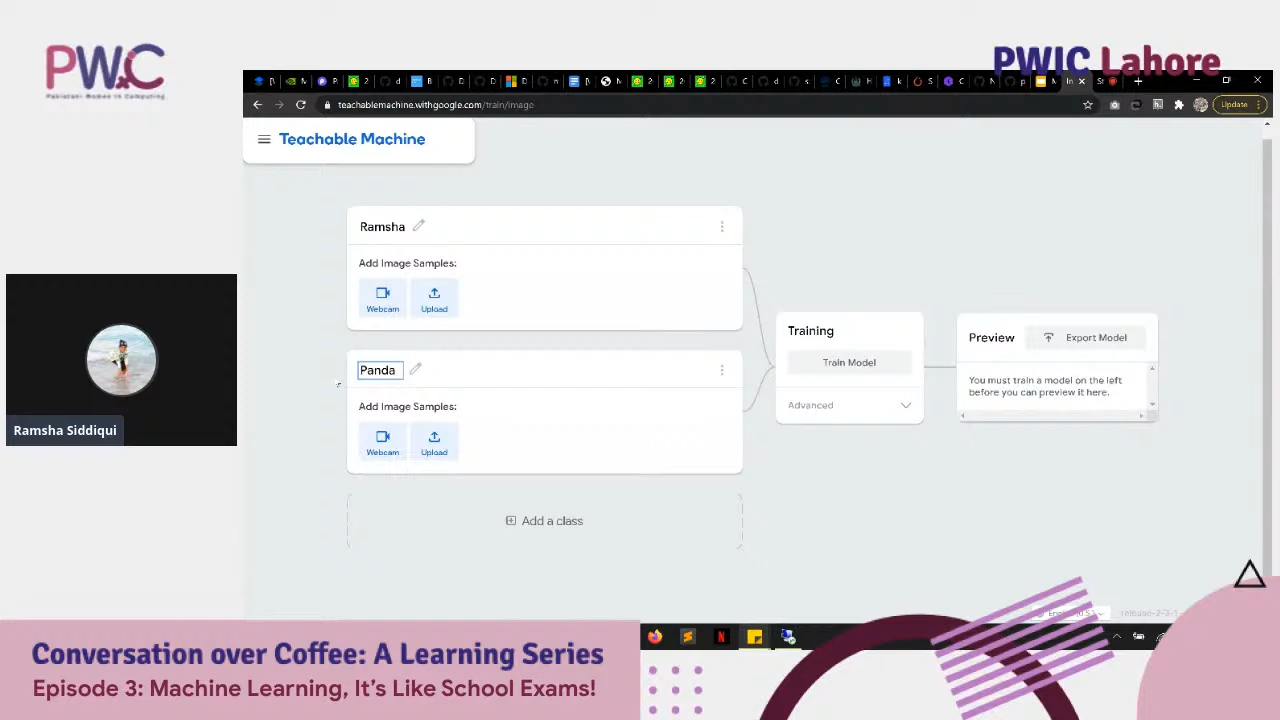 PWiC
Pakistani Women in Computing
PWIC Lahore
Update
teachablemachine.withgoogle.com/train/image
Teachable Machine
Ramsha
Add Image Samples:
Webcam
Upload
Panda
Add Image Samples:
Webcam
Upload
Add a class
Training
Train Model
Advanced
Preview
Export Model
You must train a model on the left
before you can preview it here.
Ramsha Siddiqui
Conversation over Coffee: A Learning Series
Episode 3: Machine Learning, It's Like School Exams!